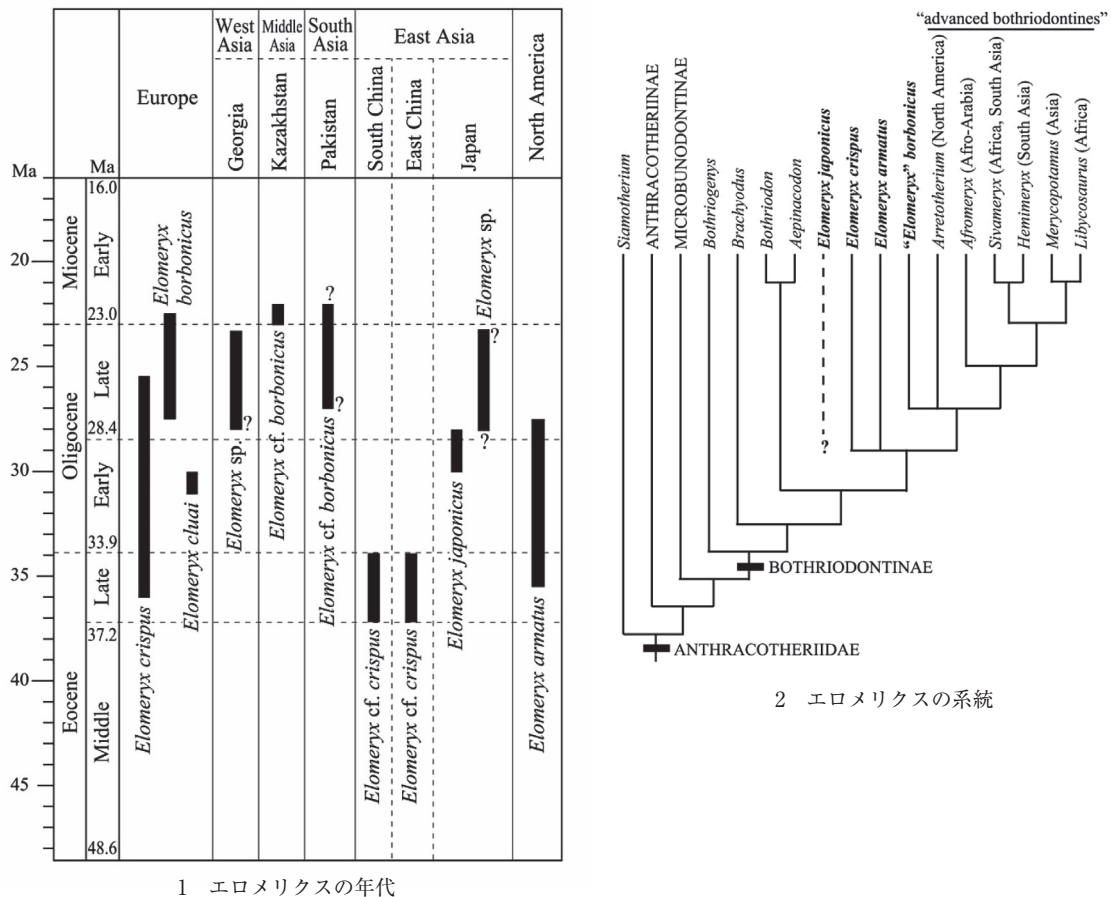 Ma
Ma
Europe
West
Asia
Georgia
Middle
Asia
Kazakhstan
South
Asia
Pakistan
East Asia
South China
East China
Japan
North America
16.0
20
23.0
25
28.4
30
33.9
35
37.2
40
45
48.6
Miocene
Early
Oligocene
Late
Early
Eocene
Late
Middle
Elomeryx crispus
Elomeryx
borbonicus
Elomeryx cluai
Elomeryx sp.
?
Elomeryx cf. borbonicus
?
?
Elomeryx cf. borbonicus
Elomeryx cf. crispus
Elomeryx cf. crispus
Elomeryx japonicus
Elomeryx sp.
?
?
Elomeryx armatus
1 エロメリクスの年代
“advanced bothriodontines”
Siamotherium
ANTHRACOTHERIINAE
MICROBUNODONTINAE
Bothriogenys
Brachyodus
Bothriodon
Aepinacodon
Elomeryx japonicus
Elomeryx crispus
Elomeryx armatus
“Elomeryx” borbonicus
Arretotherium (North America)
Afromeryx (Afro-Arabia)
Sivameryx (Africa, South Asia)
Hemimeryx (South Asia)
Merycopotamus (Asia)
Libycosaurus (Africa)
?
BOTHRIODONTINAE
ANTHRACOTHERIIDAE
2 エロメリクスの系統